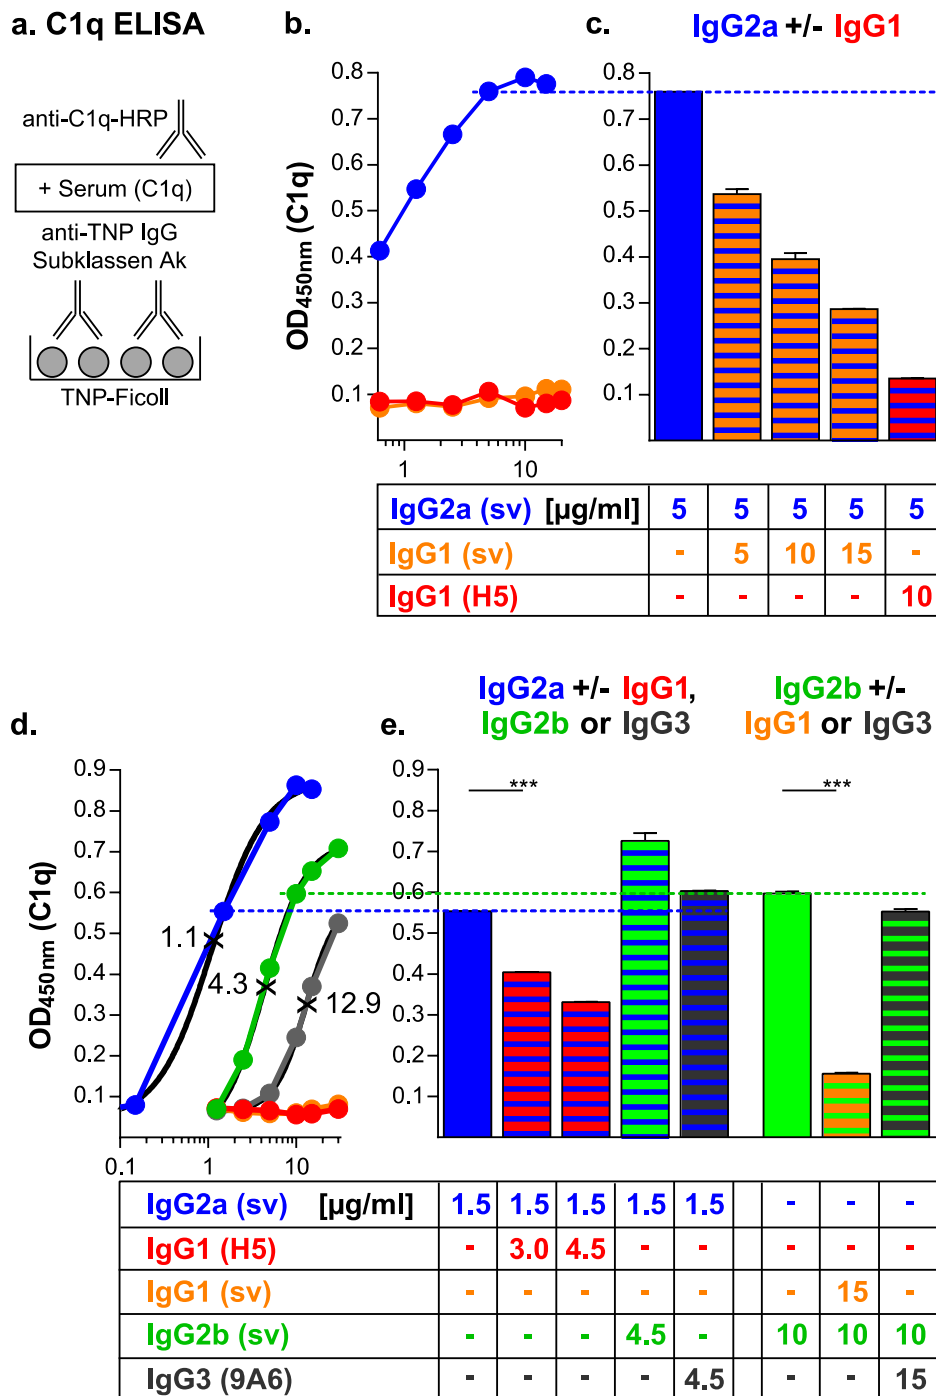 a. C1q ELISA
anti-C1q-HRP
+ Serum (C1q)
anti-TNP IgG
Subklassen Ak
TNP-Ficoll
b.
OD450nm (C1q)
0.8
0.7
0.6
0.5
0.4
0.3
0.2
0.1
1 10
c.
IgG2a +/- IgG1
0.8
0.7
0.6
0.5
0.4
0.3
0.2
0.1
IgG2a (sv) [µg/ml] 5 5 5 5 5
IgG1 (sv) - 5 10 15 -
IgG1 (H5) - - - - 10
d.
OD450nm (C1q)
0.9
0.8
0.7
0.6
0.5
0.4
0.3
0.2
0.1
1.1
4.3
12.9
0.1 1 10
e.
IgG2a +/- IgG1,
IgG2b or IgG3
IgG2b +/-
IgG1 or IgG3
0.9
0.8
0.7
0.6
0.5
0.4
0.3
0.2
0.1
*** ***
IgG2a (sv) [µg/ml] 1.5 1.5 1.5 1.5 1.5 - - -
IgG1 (H5) - 3.0 4.5 - - - - -
IgG1 (sv) - - - - - - 15 -
IgG2b (sv) - - - 4.5 - 10 10 10
IgG3 (9A6) - - - - 4.5 - - 15